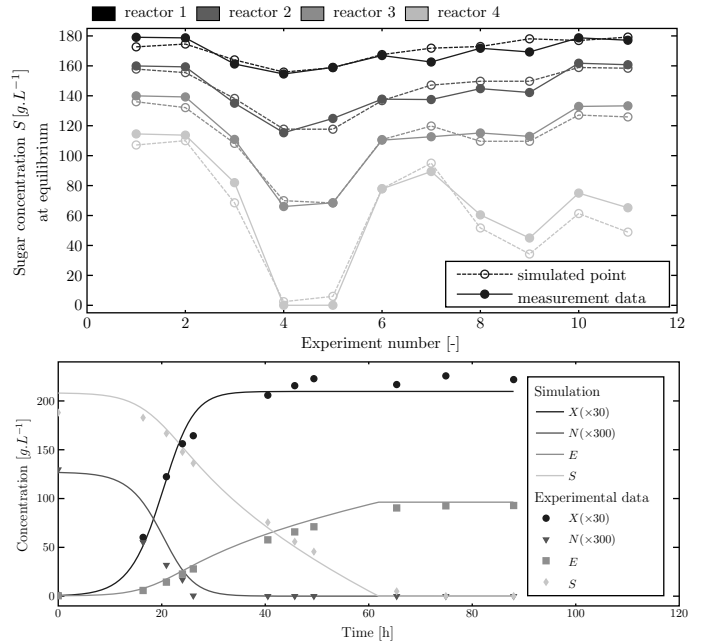 reactor 1 reactor 2 reactor 3 reactor 4
180
160
140
120
100
80
60
40
20
0
Sugar concentration S [g.L⁻¹]
at equilibrium
simulated point
measurement data
0 2 4 6 8 10 12
Experiment number [-]
200
150
100
50
0
Concentration [g.L⁻¹]
Simulation
X(×30)
N(×300)
E
S
Experimental data
X(×30)
N(×300)
E
S
0 20 40 60 80 100 120
Time [h]